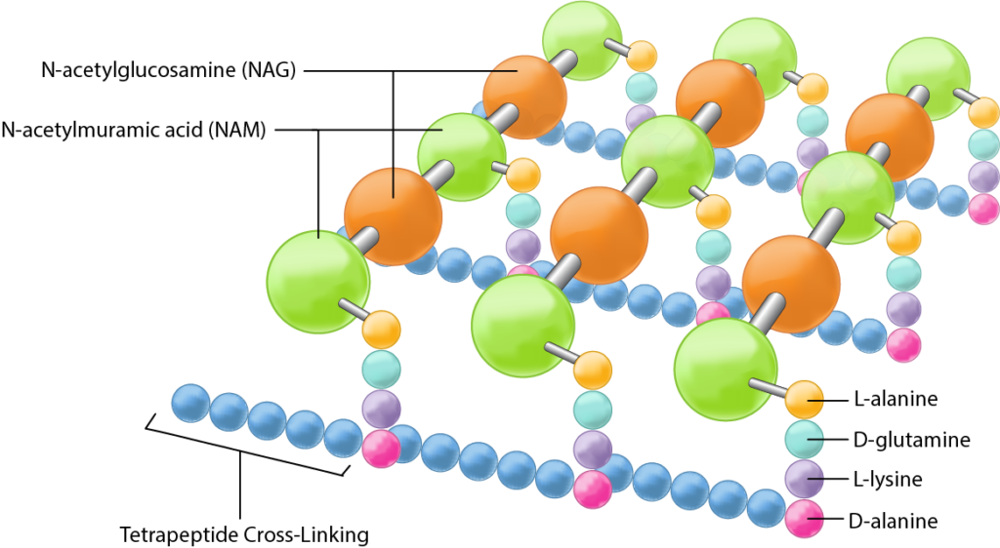 N-acetylglucosamine (NAG)
N-acetylmuramic acid (NAM)
L-alanine
D-glutamine
L-lysine
D-alanine
Tetrapeptide Cross-Linking